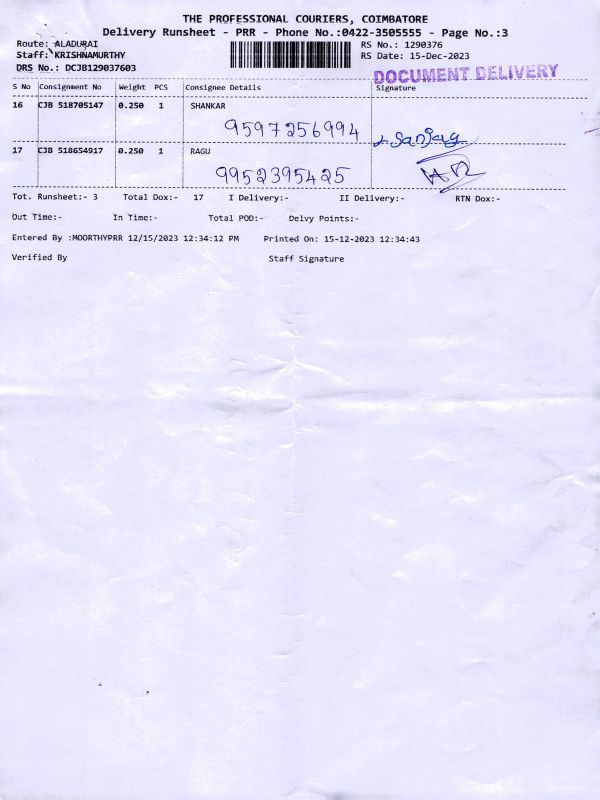 THE PROFESSIONAL COURIERS, COIMBATORE
Delivery Runsheet - PRR - Phone No.:0422-3505555 - Page No.:3
Route: ALADURAI RS No.: 1290376
Staff: KRISHNAMURTHY RS Date: 15-Dec-2023
DRS No.: DCJB129037603
DOCUMENT DELIVERY
S No Consignment No Weight PCS Consignee Details Signature
16 CJB 518705147 0.250 1 SHANKAR
9597256994
17 CJB 518654917 0.250 1 RAGU
9952395425
Tot. Runsheet:- 3 Total Dox:- 17 I Delivery:- II Delivery:- RTN Dox:-
Out Time:- In Time:- Total POD:- Delvy Points:-
Entered By :MOORTHYPRR 12/15/2023 12:34:12 PM Printed On: 15-12-2023 12:34:43
Verified By Staff Signature